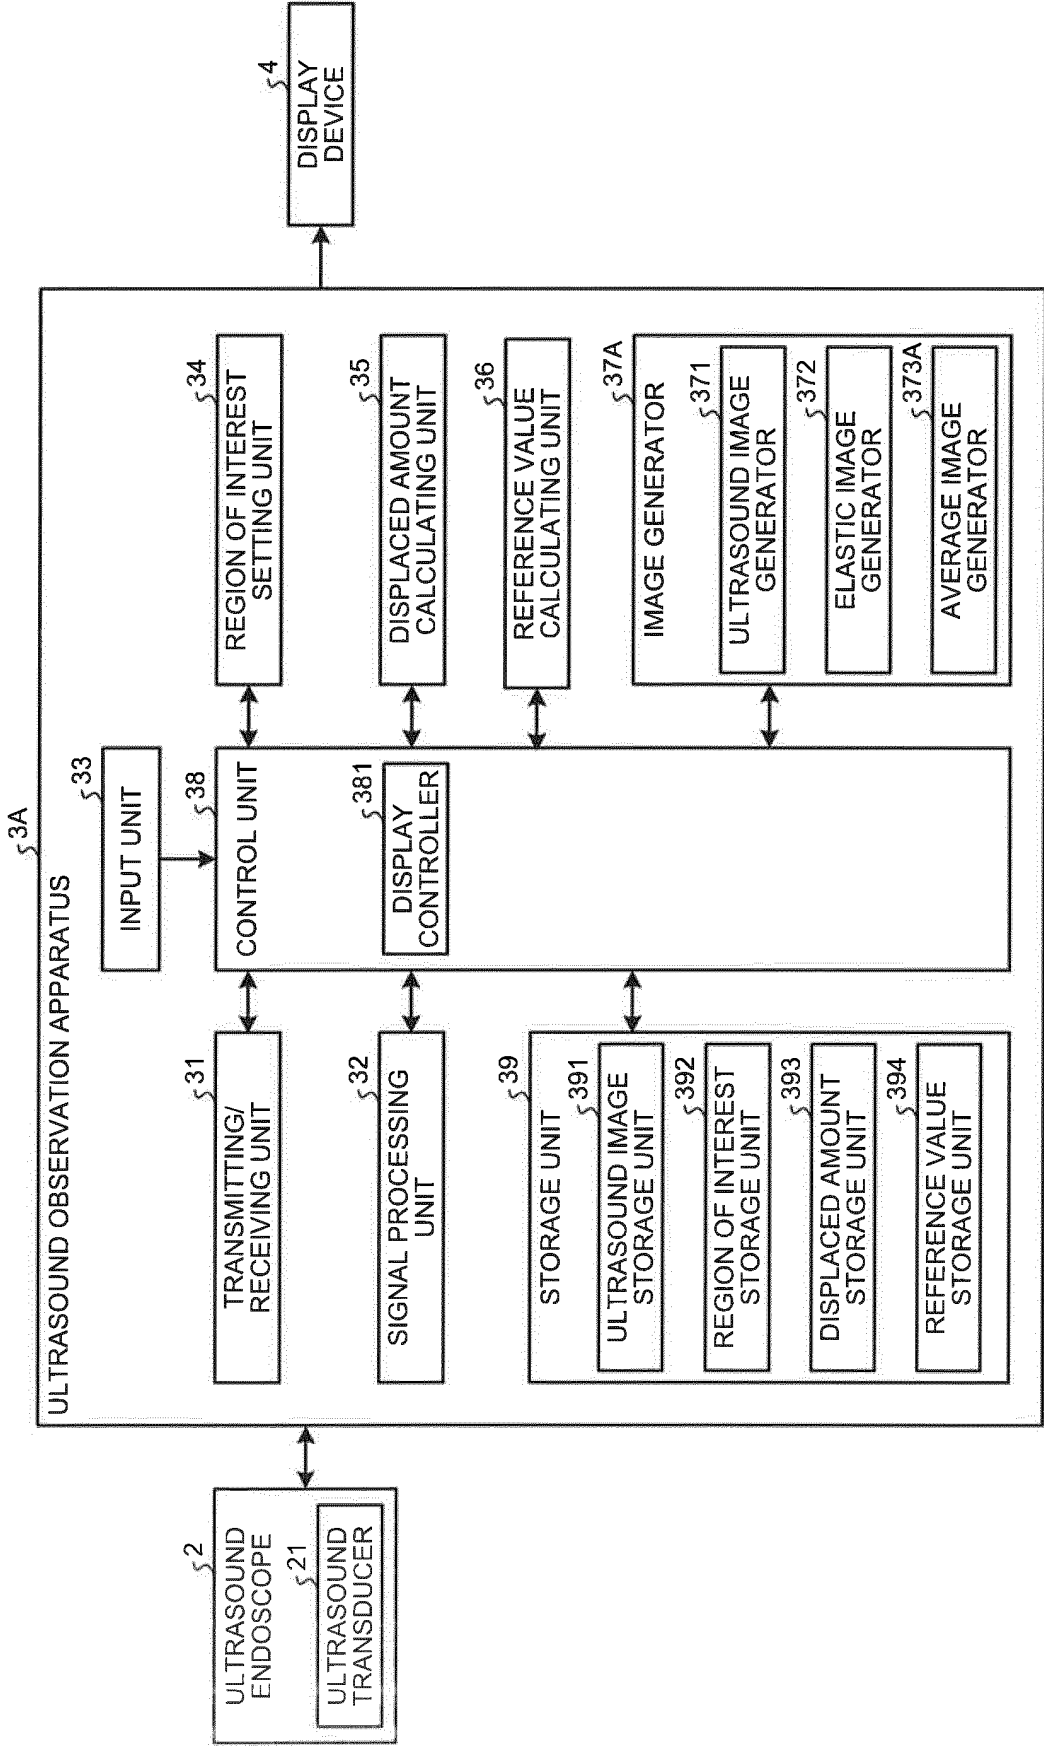 3A
ULTRASOUND OBSERVATION APPARATUS
2
ULTRASOUND
ENDOSCOPE
21
ULTRASOUND
TRANSDUCER
31
TRANSMITTING/
RECEIVING UNIT
32
SIGNAL PROCESSING
UNIT
39
STORAGE UNIT
391
ULTRASOUND IMAGE
STORAGE UNIT
392
REGION OF INTEREST
STORAGE UNIT
393
DISPLACED AMOUNT
STORAGE UNIT
394
REFERENCE VALUE
STORAGE UNIT
33
INPUT UNIT
38
CONTROL UNIT
381
DISPLAY
CONTROLLER
34
REGION OF INTEREST
SETTING UNIT
35
DISPLACED AMOUNT
CALCULATING UNIT
36
REFERENCE VALUE
CALCULATING UNIT
37A
IMAGE GENERATOR
371
ULTRASOUND IMAGE
GENERATOR
372
ELASTIC IMAGE
GENERATOR
373A
AVERAGE IMAGE
GENERATOR
4
DISPLAY
DEVICE